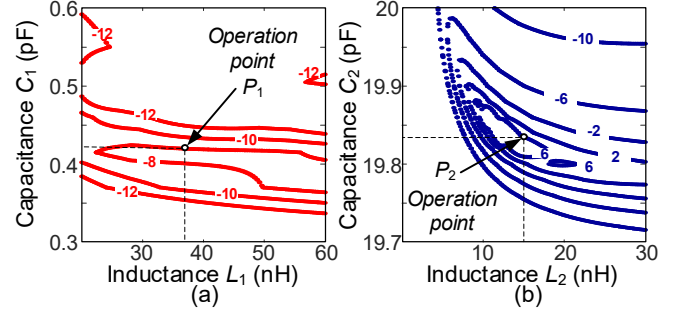 Capacitance C1 (pF)
0.6
0.5
0.4
0.3
-12
Operation
point
P1
-12
-12
-10
-8
-10
-12
30
40
50
60
Inductance L1 (nH)
(a)
Capacitance C2 (pF)
20
19.9
19.8
19.7
-10
-6
-2
2
6
6
P2
Operation
point
10
20
30
Inductance L2 (nH)
(b)